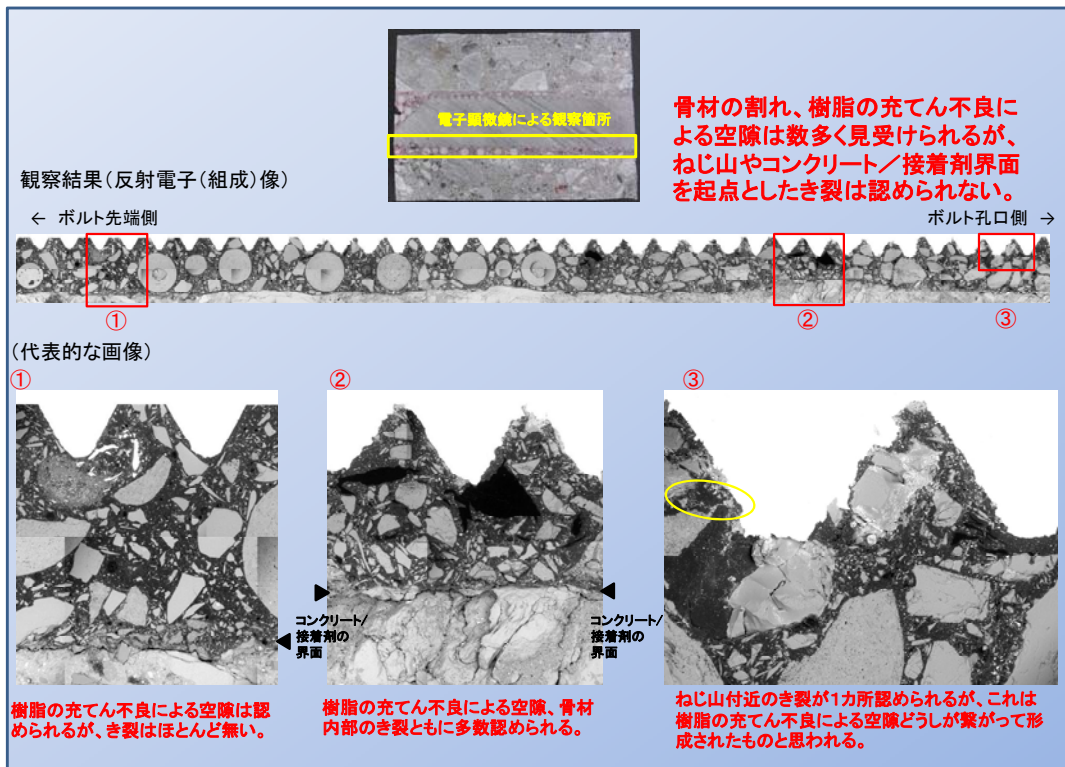 電子顕微鏡による観察箇所
骨材の割れ、樹脂の充てん不良に
よる空隙は数多く見受けられるが、
ねじ山やコンクリート／接着剤界面
を起点としたき裂は認められない。
観察結果(反射電子(組成)像)
← ボルト先端側
ボルト孔口側 →
①
②
③
(代表的な画像)
①
②
③
コンクリート/
接着剤の
界面
コンクリート/
接着剤の
界面
樹脂の充てん不良による空隙は認
められるが、き裂はほとんど無い。
樹脂の充てん不良による空隙、骨材
内部のき裂ともに多数認められる。
ねじ山付近のき裂が１カ所認められるが、これは
樹脂の充てん不良による空隙どうしが繋がって形
成されたものと思われる。